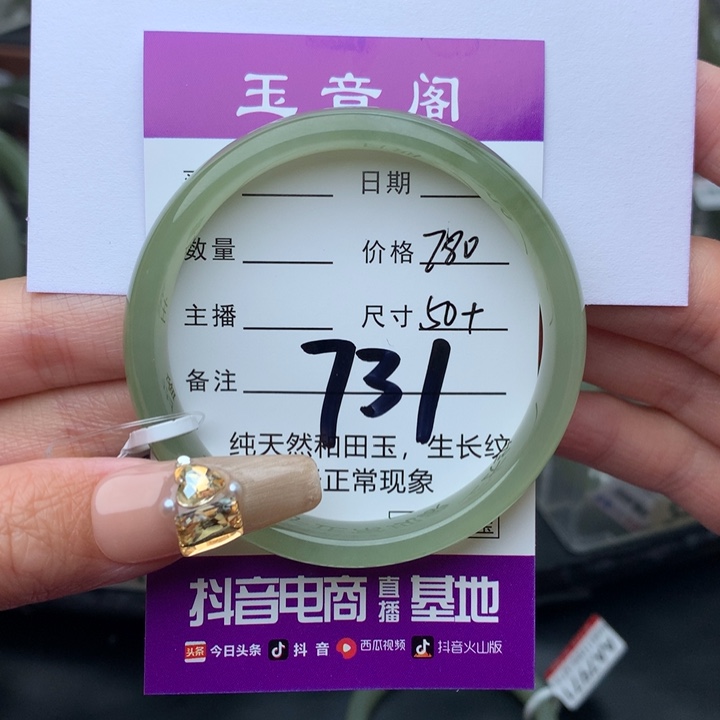 玉音阁
日期
数量 价格 780
主播 尺寸 50+
备注 731
纯天然和田玉，生长纹
正常现象
抖音电商直播基地
头条 今日头条 抖音 西瓜视频 抖音火山版